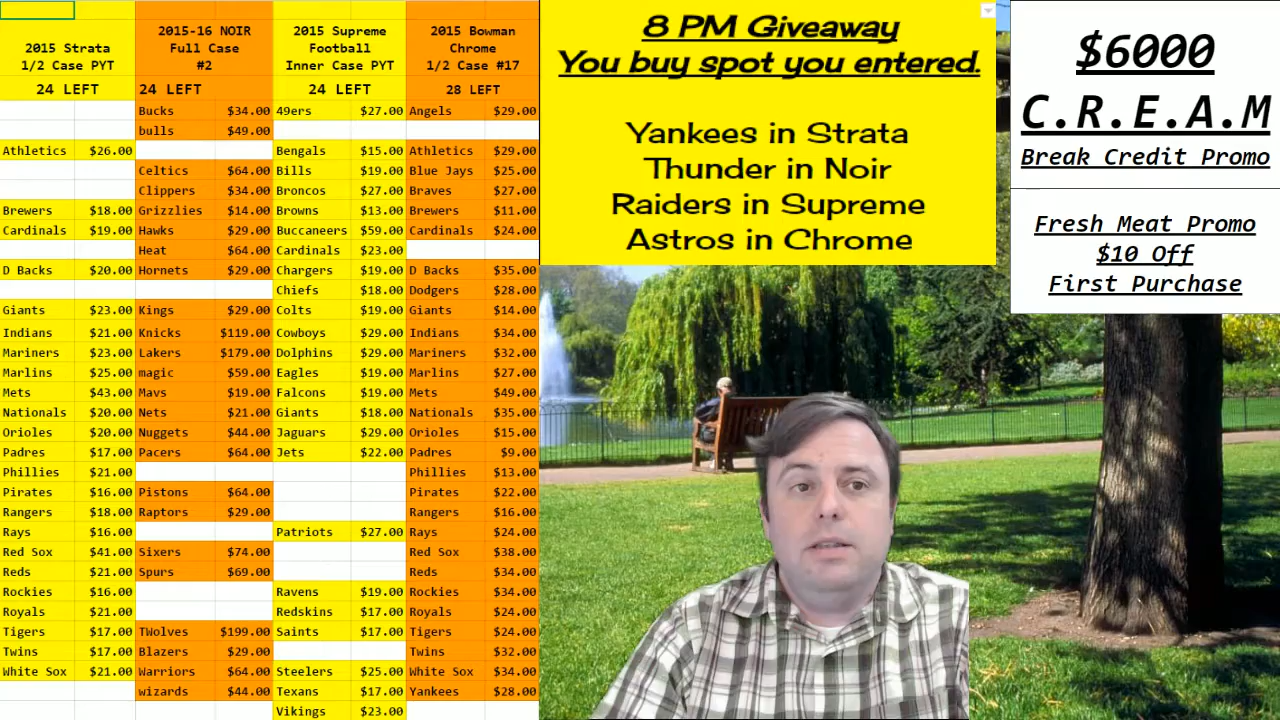 2015 Strata
1/2 Case PYT
24 LEFT
Athletics $26.00
Brewers $18.00
Cardinals $19.00
D Backs $20.00
Giants $23.00
Indians $21.00
Mariners $23.00
Marlins $25.00
Mets $43.00
Nationals $20.00
Orioles $20.00
Padres $17.00
Phillies $21.00
Pirates $16.00
Rangers $18.00
Rays $16.00
Red Sox $41.00
Reds $21.00
Rockies $16.00
Royals $21.00
Tigers $17.00
Twins $17.00
White Sox $21.00
2015-16 NOIR
Full Case
#2
24 LEFT
Bucks $34.00
bulls $49.00
Celtics $64.00
Clippers $34.00
Grizzlies $14.00
Hawks $29.00
Heat $64.00
Hornets $29.00
Kings $29.00
Knicks $119.00
Lakers $179.00
magic $59.00
Mavs $19.00
Nets $21.00
Nuggets $44.00
Pacers $64.00
Pistons $64.00
Raptors $29.00
Sixers $74.00
Spurs $69.00
TWolves $199.00
Blazers $29.00
Warriors $64.00
wizards $44.00
2015 Supreme
Football
Inner Case PYT
24 LEFT
49ers $27.00
Bengals $15.00
Bills $19.00
Broncos $27.00
Browns $13.00
Buccaneers $59.00
Cardinals $23.00
Chargers $19.00
Chiefs $18.00
Colts $19.00
Cowboys $29.00
Dolphins $29.00
Eagles $19.00
Falcons $19.00
Giants $18.00
Jaguars $29.00
Jets $22.00
Patriots $27.00
Ravens $19.00
Redskins $17.00
Saints $17.00
Steelers $25.00
Texans $17.00
Vikings $23.00
2015 Bowman
Chrome
1/2 Case #17
28 LEFT
Angels $29.00
Athletics $29.00
Blue Jays $25.00
Braves $27.00
Brewers $11.00
Cardinals $24.00
D Backs $35.00
Dodgers $28.00
Giants $14.00
Indians $34.00
Mariners $32.00
Marlins $27.00
Mets $49.00
Nationals $35.00
Orioles $15.00
Padres $9.00
Phillies $13.00
Pirates $22.00
Rangers $16.00
Rays $24.00
Red Sox $38.00
Reds $34.00
Rockies $34.00
Royals $24.00
Tigers $24.00
Twins $32.00
White Sox $34.00
Yankees $28.00
8 PM Giveaway
You buy spot you entered.
Yankees in Strata
Thunder in Noir
Raiders in Supreme
Astros in Chrome
$6000
C.R.E.A.M
Break Credit Promo
Fresh Meat Promo
$10 Off
First Purchase